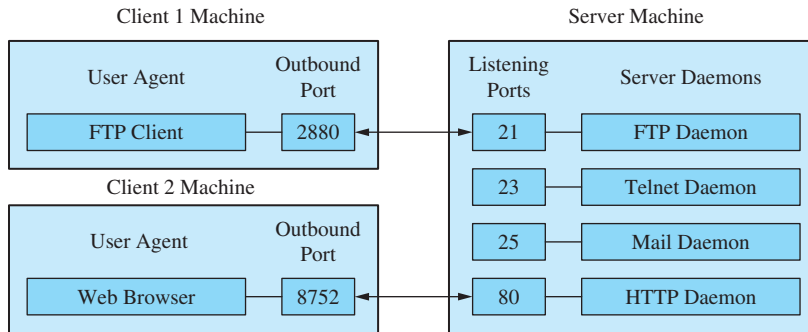 Client 1 Machine
User Agent
Outbound
Port
FTP Client
2880
Client 2 Machine
User Agent
Outbound
Port
Web Browser
8752
Server Machine
Listening
Ports
Server Daemons
21
FTP Daemon
23
Telnet Daemon
25
Mail Daemon
80
HTTP Daemon